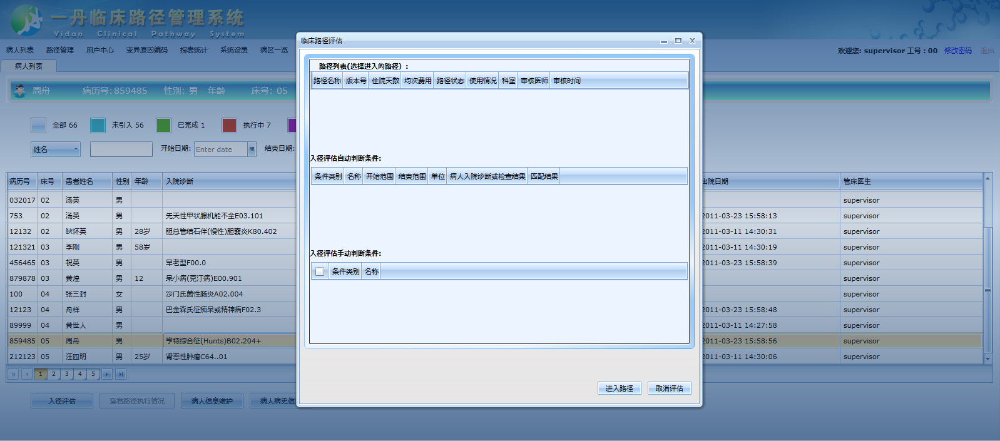 一丹临床路径管理系统
Yidan Clinical Pathway System
病人列表 路径管理 用户中心 变异原因编码 报表统计 系统设置 病区一览
欢迎您: supervisor 工号：00 修改密码 退出
病人列表
周舟 病历号：859485 性别：男 年龄 床号：05
全部 66 未引入 56 已完成 1 执行中 7
姓名 开始日期: Enter date 结束日期:
病历号 床号 患者姓名 性别 年龄 入院诊断 出院日期 管床医生
032017 02 汤英 男 supervisor
753 02 汤英 男 先天性甲状腺机能不全E03.101 2011-03-23 15:58:13 supervisor
12132 02 狄怀英 男 28岁 胆总管结石伴(慢性)胆囊炎K80.402 2011-03-11 14:30:31 supervisor
121321 03 李刚 男 58岁 2011-03-11 14:30:19 supervisor
456465 03 祝英 男 早老型F00.0 2011-03-23 15:58:39 supervisor
879878 03 黄煌 男 12 呆小病(克汀病)E00.901 supervisor
100 04 张三封 女 沙门氏菌性肠炎A02.004 supervisor
12123 04 舟样 男 巴金森氏征痴呆或精神病F02.3 2011-03-23 15:58:48 supervisor
89999 04 黄世人 男 2011-03-11 14:27:58 supervisor
859485 05 周舟 男 亨特综合征(Hunts)B02.204+ 2011-03-23 15:58:56 supervisor
212123 05 汪四明 男 25岁 肾恶性肿瘤C64..01 2011-03-11 14:30:06 supervisor
1 2 3 4 5
入径评估 查看路径执行情况 病人信息维护 病人病史信
临床路径评估
路径列表(选择进入的路径）:
路径名称 版本号 住院天数 均次费用 路径状态 使用情况 科室 审核医师 审核时间
入径评估自动判断条件:
条件类别 名称 开始范围 结束范围 单位 病人入院诊断或检查结果 匹配结果
入径评估手动判断条件:
条件类别 名称
进入路径 取消评估